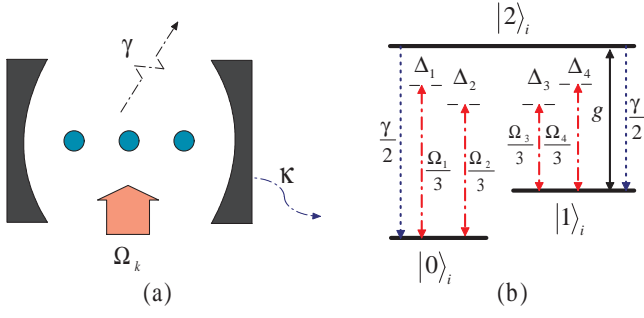 γ
κ
Ω_k
(a)
|2⟩_i
Δ_1
Δ_2
Δ_3
Δ_4
γ/2
Ω_1/3
Ω_2/3
Ω_3/3
Ω_4/3
g
γ/2
|1⟩_i
|0⟩_i
(b)